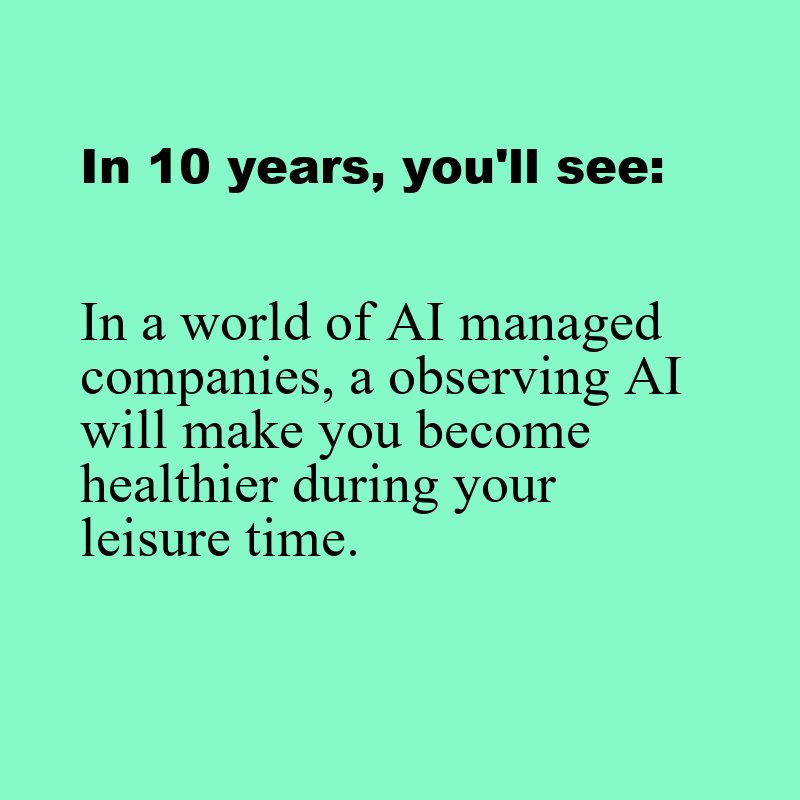 In 10 years, you'll see:
In a world of AI managed
companies, a observing AI
will make you become
healthier during your
leisure time.